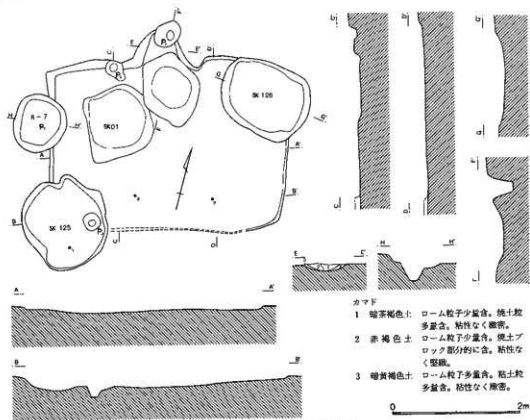 SK01
SK 125
SK 126
R-7
P₁
A
A'
B
B'
C
D
E
E'
F
G
H
H'
カマド
1 暗茶褐色土 ローム粒子少量含。焼土粒
多量含。粘性なく緻密。
2 赤褐色土 ローム粒子少量含。焼土ブ
ロック部分的に含。粘性な
く堅緻。
3 暗黄褐色土 ローム粒子多量含。粘土粒
多量含。粘性なく緻密。
0 2m